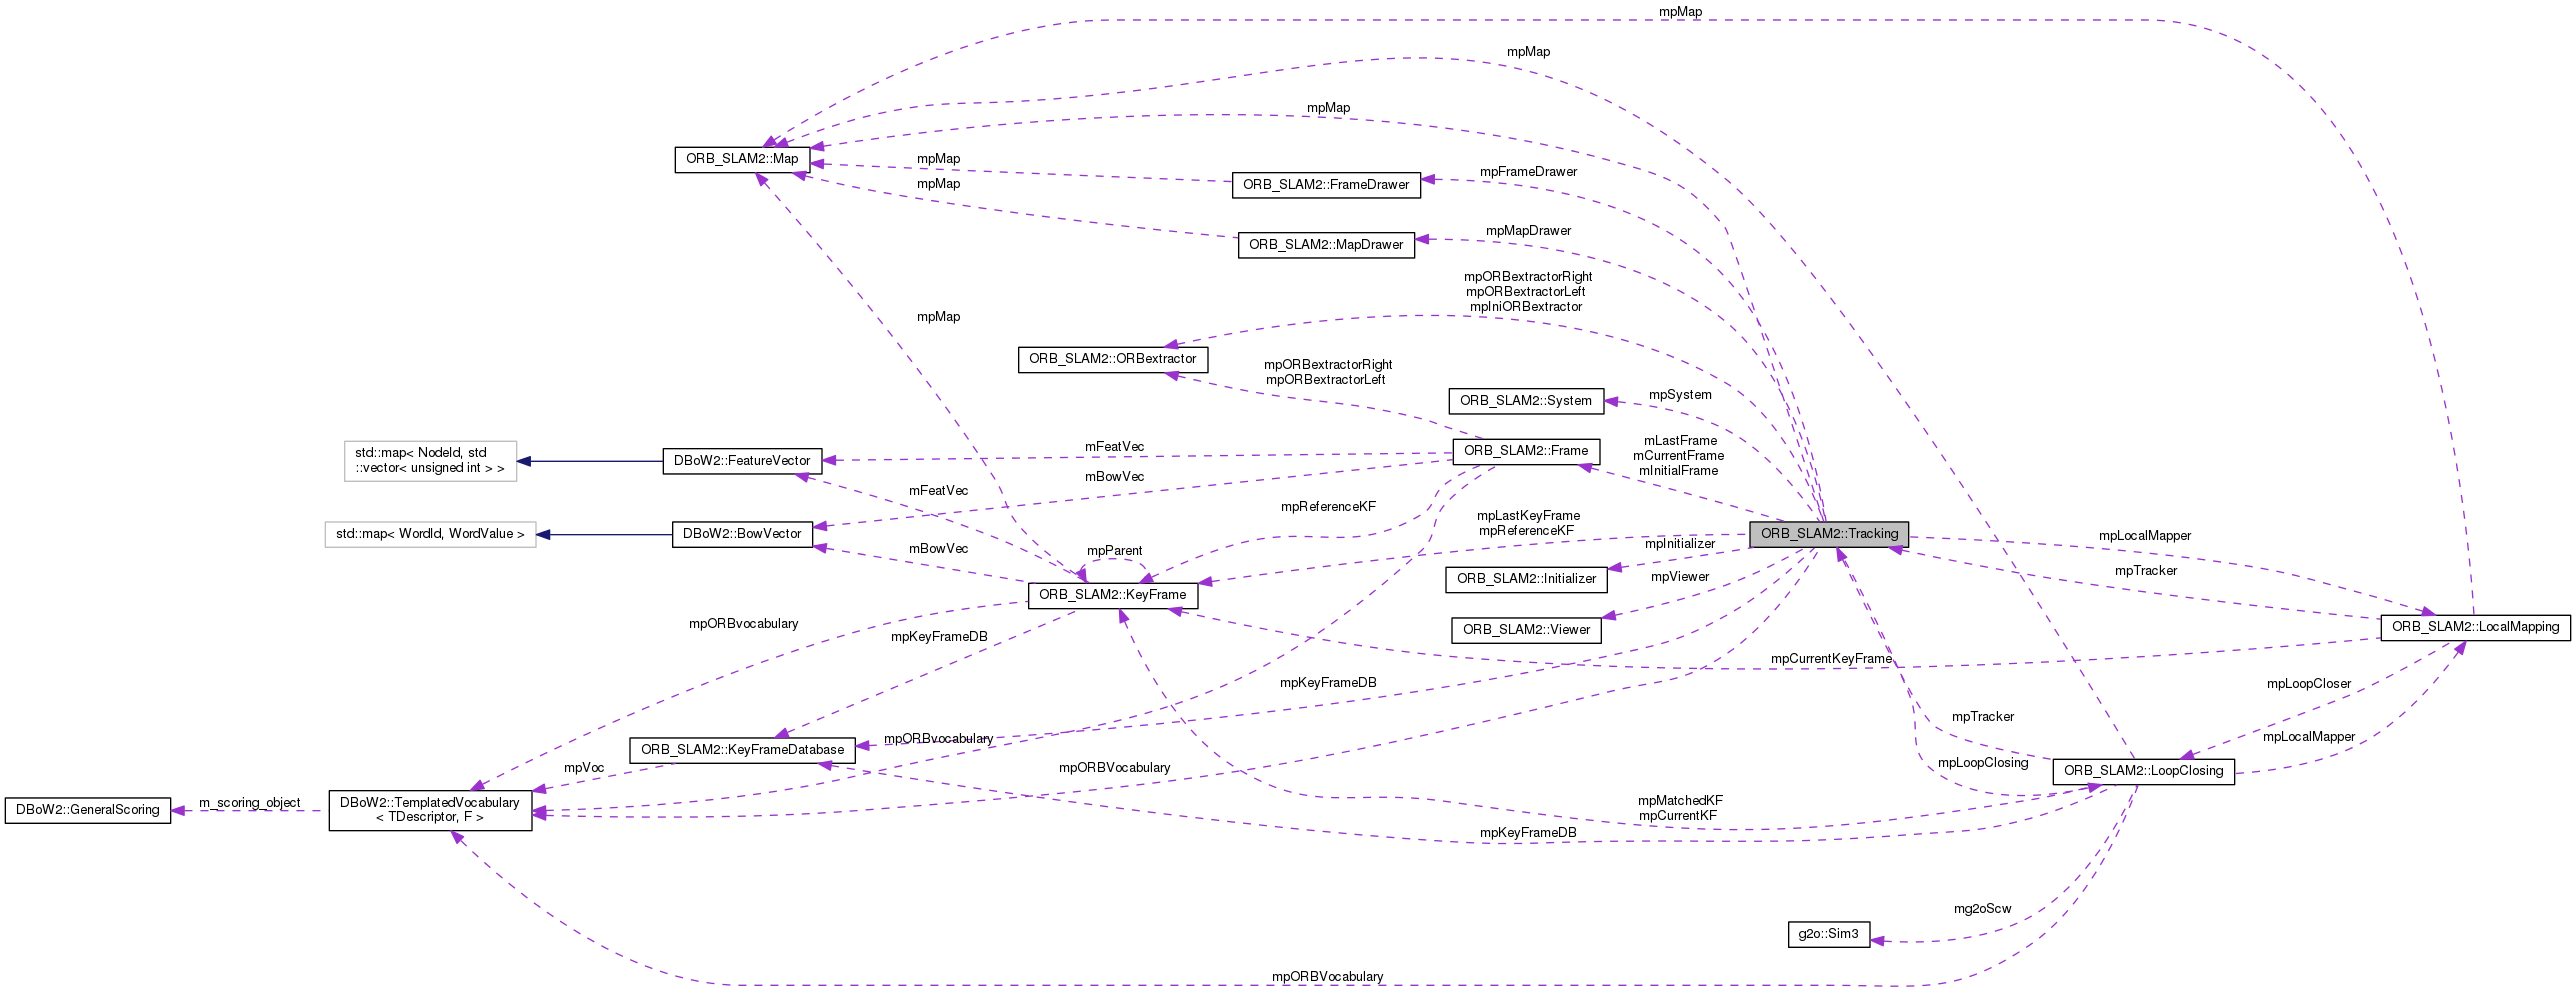 mpMap
mpMap
mpMap
ORB_SLAM2::Map
mpMap
mpFrameDrawer
ORB_SLAM2::FrameDrawer
mpMap
mpMapDrawer
ORB_SLAM2::MapDrawer
mpORBextractorRight
mpORBextractorLeft
mpIniORBextractor
mpMap
ORB_SLAM2::ORBextractor
mpORBextractorRight
mpORBextractorLeft
ORB_SLAM2::System
mpSystem
mLastFrame
mCurrentFrame
mInitialFrame
std::map< NodeId, std
::vector< unsigned int > >
DBoW2::FeatureVector
mFeatVec
ORB_SLAM2::Frame
mFeatVec
mBowVec
mpReferenceKF
mpLastKeyFrame
mpReferenceKF
std::map< WordId, WordValue >
DBoW2::BowVector
ORB_SLAM2::Tracking
mpLocalMapper
mBowVec
mpParent
mpInitializer
mpTracker
ORB_SLAM2::KeyFrame
ORB_SLAM2::Initializer
mpViewer
mpORBvocabulary
mpKeyFrameDB
ORB_SLAM2::Viewer
ORB_SLAM2::LocalMapping
mpCurrentKeyFrame
mpKeyFrameDB
mpLoopCloser
mpTracker
ORB_SLAM2::KeyFrameDatabase
mpORBvocabulary
mpLocalMapper
mpVoc
mpORBVocabulary
mpLoopClosing
ORB_SLAM2::LoopClosing
DBoW2::GeneralScoring
m_scoring_object
DBoW2::TemplatedVocabulary
< TDescriptor, F >
mpMatchedKF
mpCurrentKF
mpKeyFrameDB
mg2oScw
g2o::Sim3
mpORBVocabulary